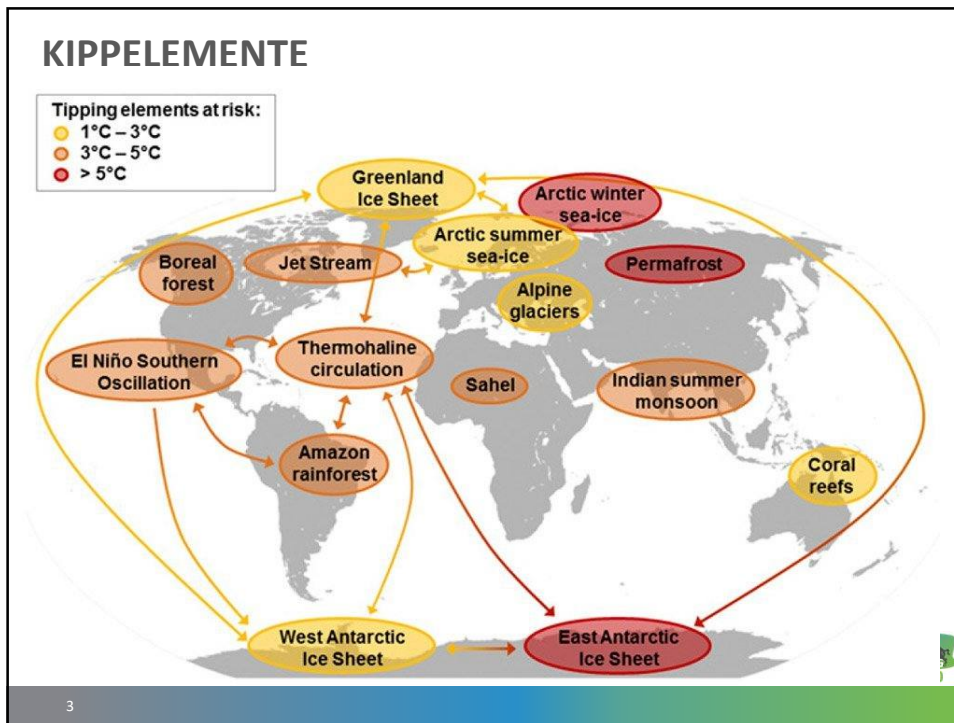 KIPPELEMENTE
Tipping elements at risk:
1°C – 3°C
3°C – 5°C
> 5°C
Greenland
Ice Sheet
Arctic winter
sea-ice
Arctic summer
sea-ice
Boreal
forest
Jet Stream
Permafrost
Alpine
glaciers
El Niño Southern
Oscillation
Thermohaline
circulation
Sahel
Indian summer
monsoon
Amazon
rainforest
Coral
reefs
West Antarctic
Ice Sheet
East Antarctic
Ice Sheet
3